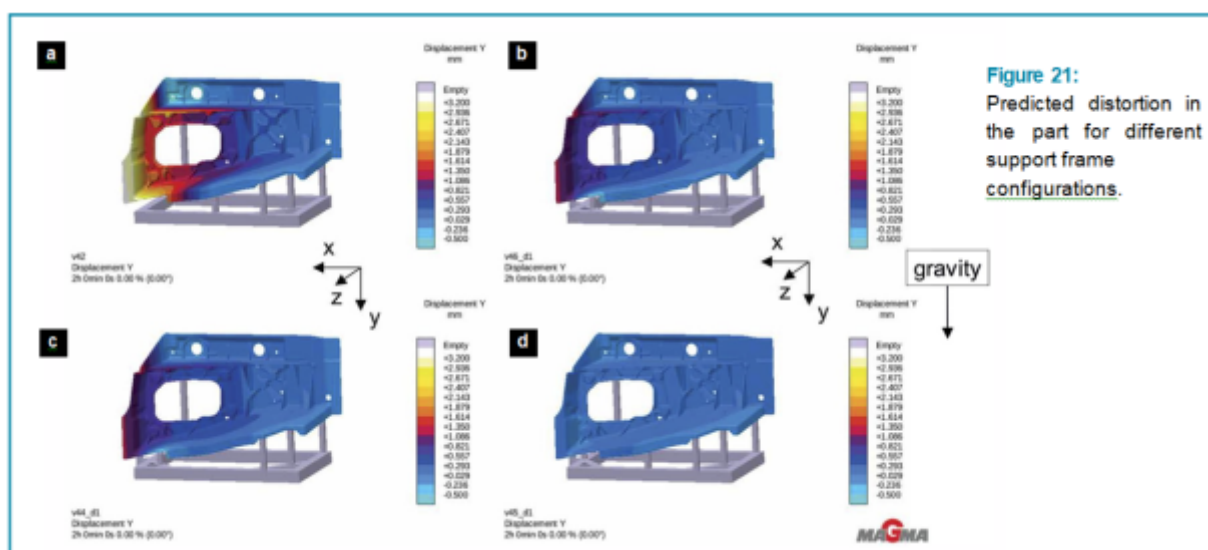 a
Displacement Y
mm
Empty
+3.200
+2.936
+2.671
+2.407
+2.143
+1.879
+1.614
+1.350
+1.086
+0.821
+0.557
+0.293
+0.029
-0.236
-0.500
v42
Displacement Y
2h 0min 0s 0.00 % (0.00°)
x
z
y
b
Displacement Y
mm
Empty
+3.200
+2.936
+2.671
+2.407
+2.143
+1.879
+1.614
+1.350
+1.086
+0.821
+0.557
+0.293
+0.029
-0.236
-0.500
v46_d1
Displacement Y
2h 0min 0s 0.00 % (0.00°)
x
z
y
Figure 21:
Predicted distortion in
the part for different
support frame
configurations.
gravity
c
Displacement Y
mm
Empty
+3.200
+2.936
+2.671
+2.407
+2.143
+1.879
+1.614
+1.350
+1.086
+0.821
+0.557
+0.293
+0.029
-0.236
-0.500
v44_d1
Displacement Y
2h 0min 0s 0.00 % (0.00°)
d
Displacement Y
mm
Empty
+3.200
+2.936
+2.671
+2.407
+2.143
+1.879
+1.614
+1.350
+1.086
+0.821
+0.557
+0.293
+0.029
-0.236
-0.500
v45_d1
Displacement Y
2h 0min 0s 0.00 % (0.00°)
MAGMA